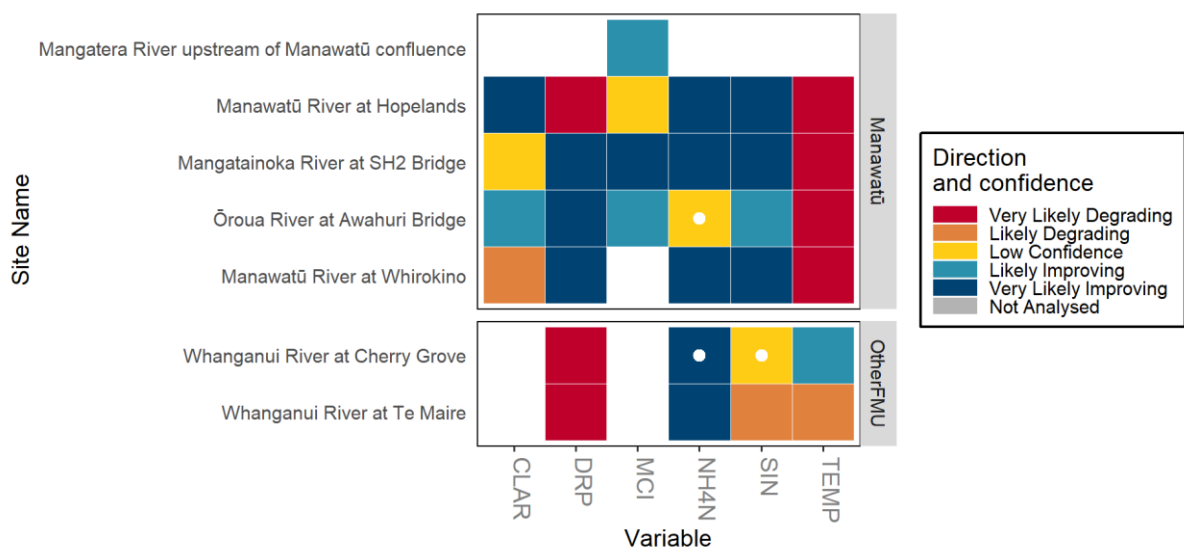 Mangatera River upstream of Manawatū confluence
Manawatū River at Hopelands
Mangatainoka River at SH2 Bridge
Ōroua River at Awahuri Bridge
Manawatū River at Whirokino
Manawatū
Whanganui River at Cherry Grove
Whanganui River at Te Maire
OtherFMU
Site Name
CLAR
DRP
MCI
NH4N
SIN
TEMP
Variable
Direction
and confidence
Very Likely Degrading
Likely Degrading
Low Confidence
Likely Improving
Very Likely Improving
Not Analysed